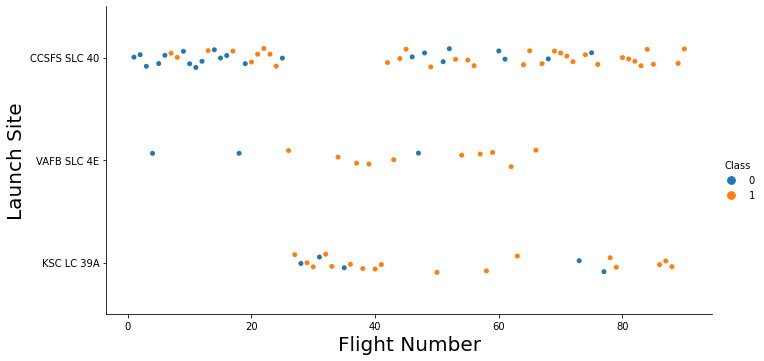 Launch Site
CCSFS SLC 40
VAFB SLC 4E
KSC LC 39A
0
20
40
60
80
Flight Number
Class
0
1